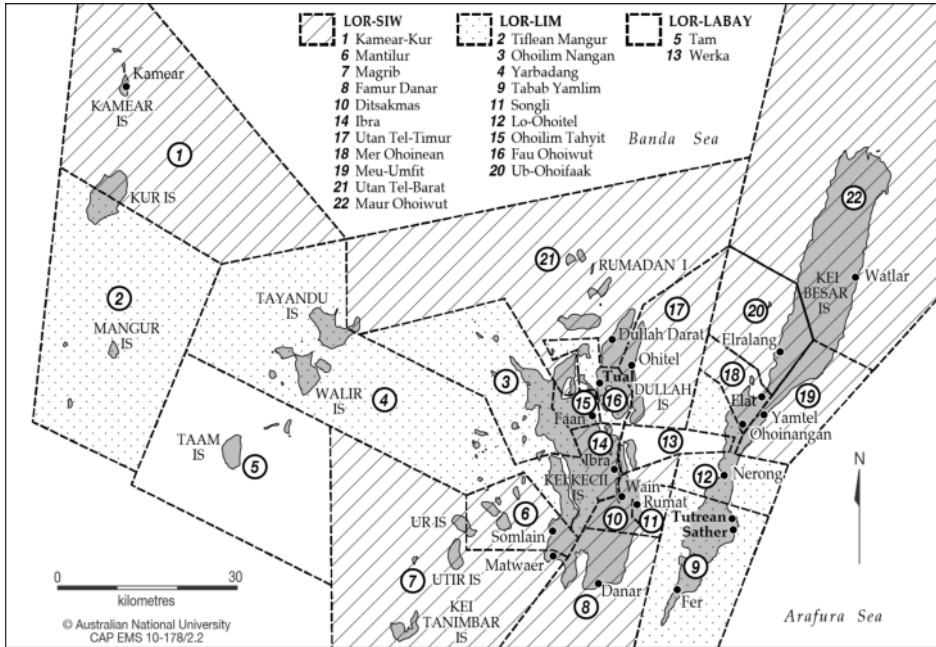 LOR-SIW
1 Kamear-Kur
6 Mantilur
7 Magrib
8 Famur Danar
10 Ditsakmas
14 Ibra
17 Utan Tel-Timur
18 Mer Ohoinean
19 Meu-Umfit
21 Utan Tel-Barat
22 Maur Ohoiwut
LOR-LIM
2 Tiflean Mangur
3 Ohoilim Nangan
4 Yarbadang
9 Tabab Yamlim
11 Songli
12 Lo-Ohoitel
15 Ohoilim Tahyit
16 Fau Ohoiwut
20 Ub-Ohoifaak
LOR-LABAY
5 Tam
13 Werka
Banda Sea
Kamear
KAMEAR
IS
1
KUR IS
2
MANGUR
IS
TAYANDU
IS
WALIR
IS
4
3
TAAM
IS
5
21
RUMADAN I
17
Dullah Darat
Ohitel
Tual
DULLAH
IS
15
16
Faan
14
Ibra
KEI KECIL
IS
13
22
KEI
BESAR
IS
Watlar
20
Elralang
18
Elat
19
Yamtel
Ohoinangan
12
Nerong
Wain
Rumat
10
11
6
Somlain
Matwaer
UR IS
7
UTIR IS
KEI
TANIMBAR
IS
Danar
8
Tutrean
Sather
9
Fer
N
Arafura Sea
0 30
kilometres
© Australian National University
CAP EMS 10-178/2.2